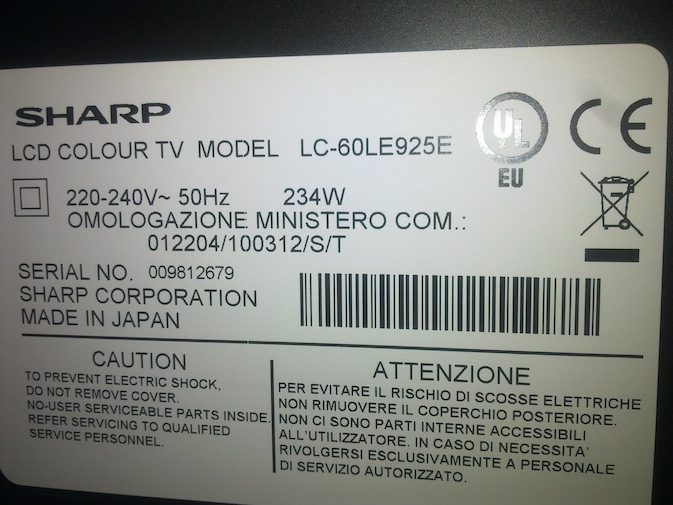 SHARP
LCD COLOUR TV MODEL LC-60LE925E
UL
EU
CE
220-240V~ 50Hz 234W
OMOLOGAZIONE MINISTERO COM.:
012204/100312/S/T
SERIAL NO. 009812679
SHARP CORPORATION
MADE IN JAPAN
CAUTION
TO PREVENT ELECTRIC SHOCK,
DO NOT REMOVE COVER.
NO-USER SERVICEABLE PARTS INSIDE.
REFER SERVICING TO QUALIFIED
SERVICE PERSONNEL.
ATTENZIONE
PER EVITARE IL RISCHIO DI SCOSSE ELETTRICHE
NON RIMUOVERE IL COPERCHIO POSTERIORE.
NON CI SONO PARTI INTERNE ACCESSIBILI
ALL'UTILIZZATORE. IN CASO DI NECESSITA'
RIVOLGERSI ESCLUSIVAMENTE A PERSONALE
DI SERVIZIO AUTORIZZATO.